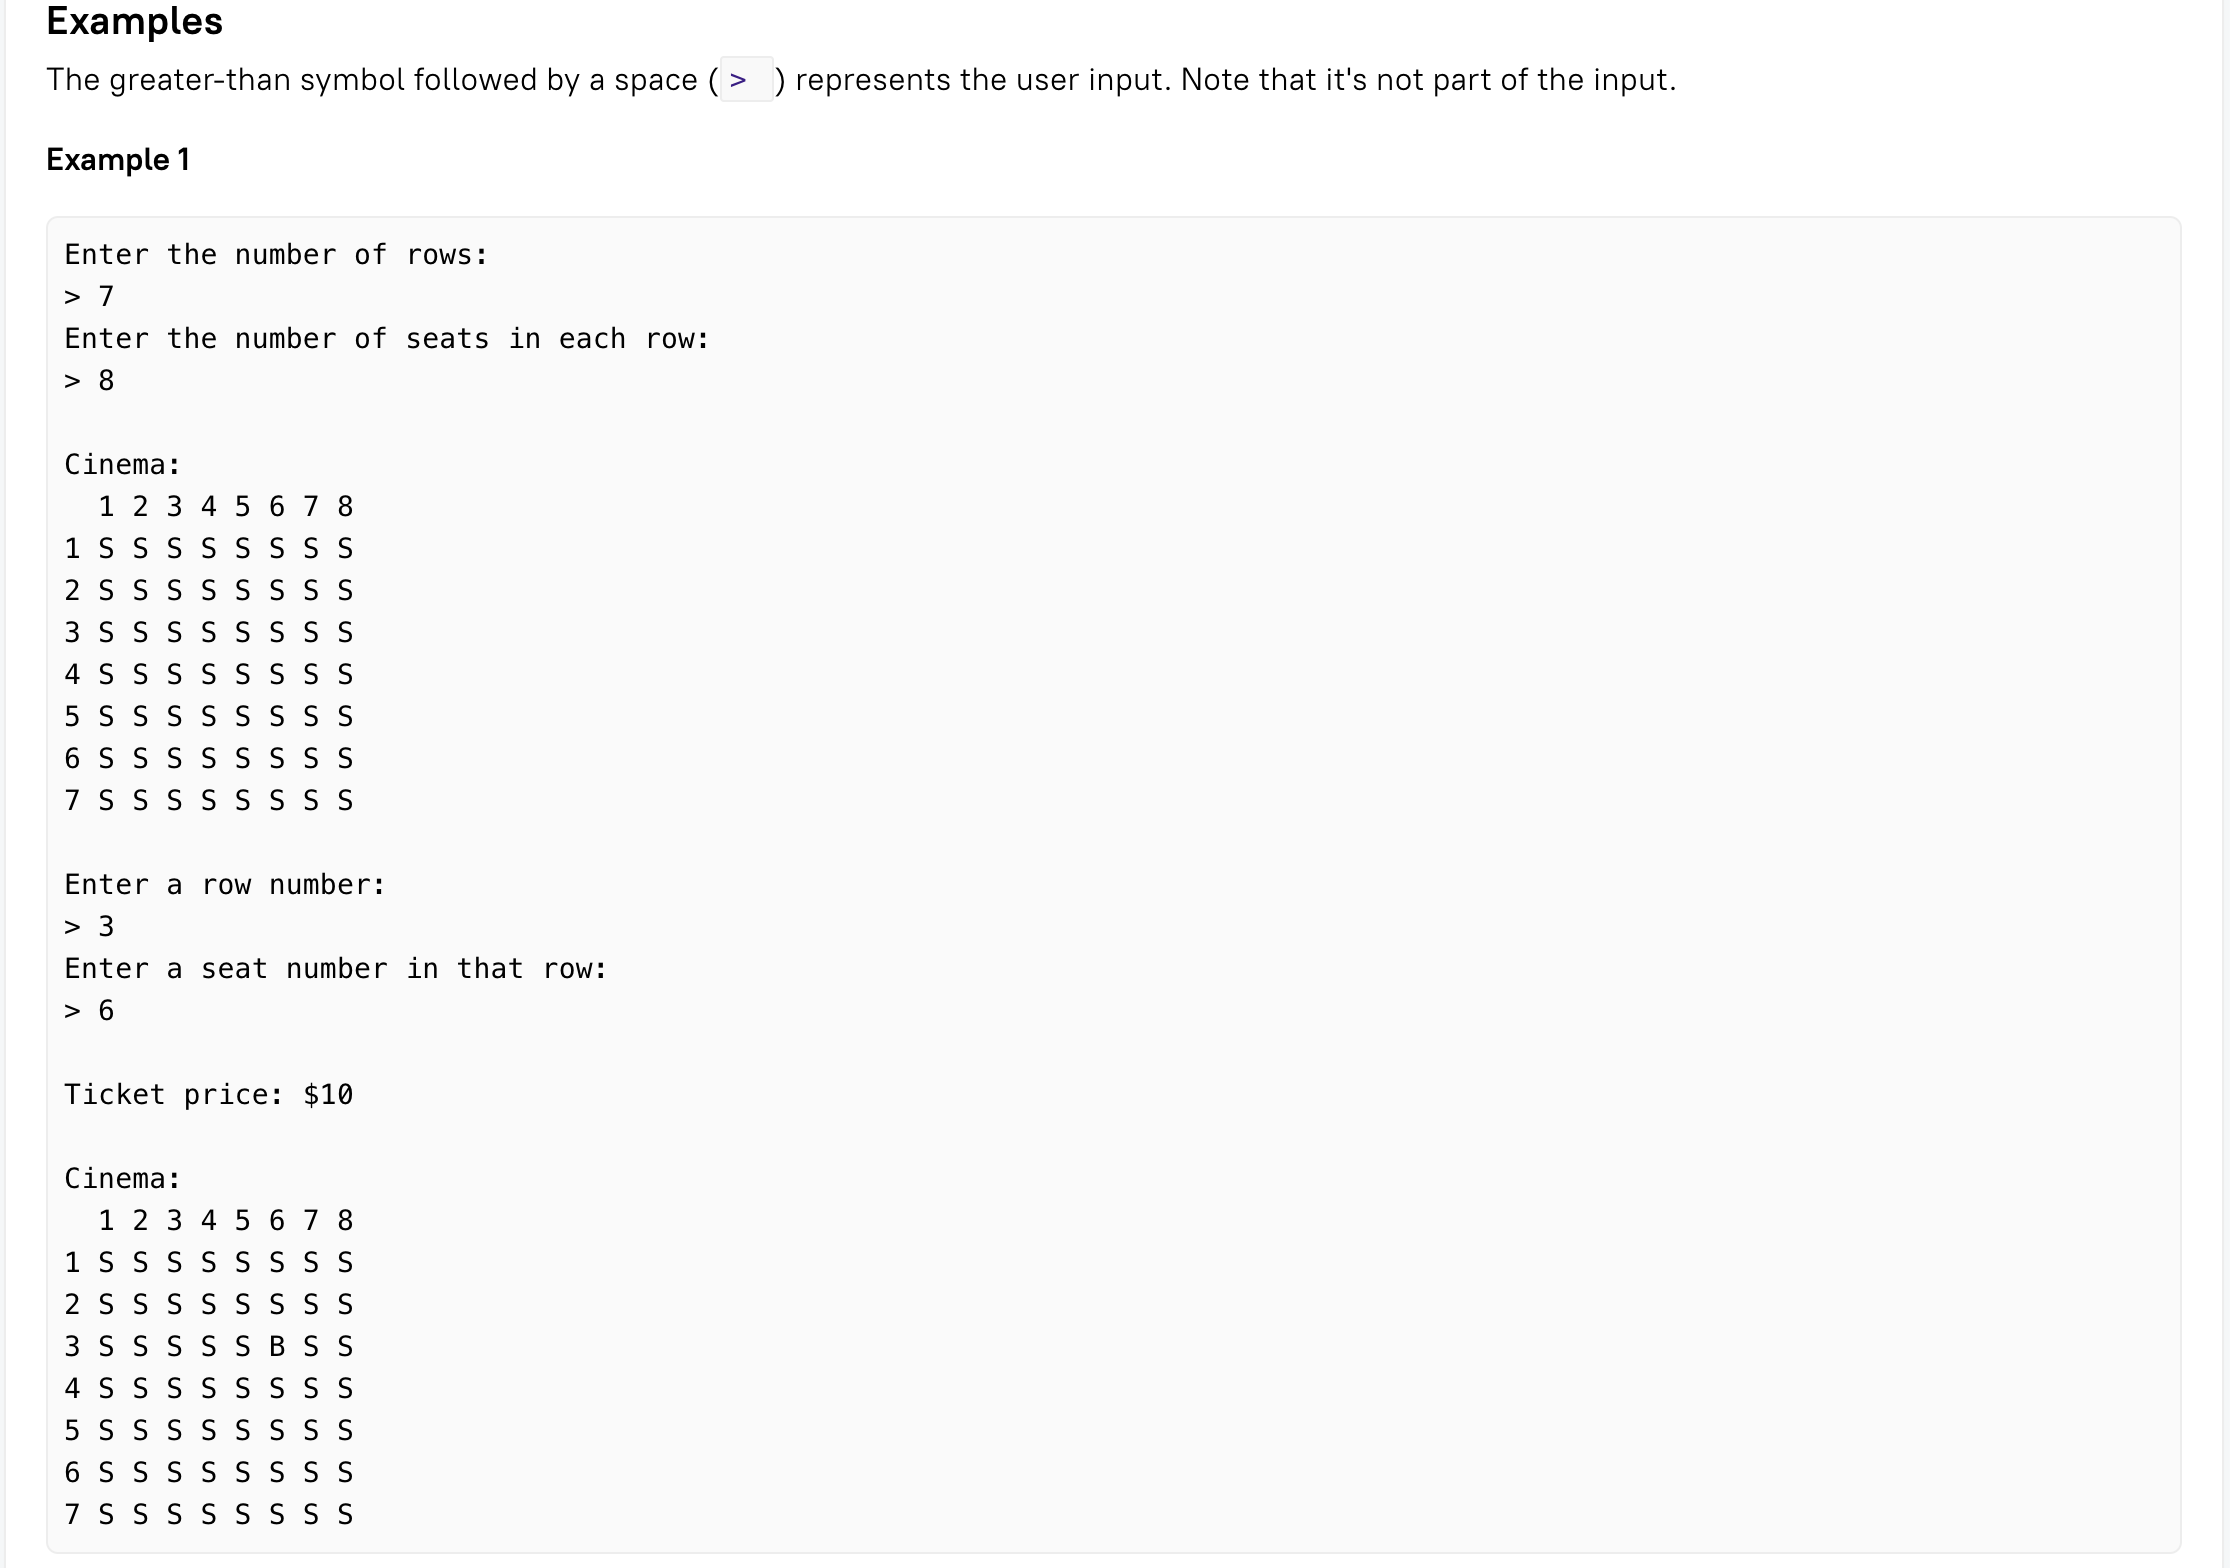 Examples
The greater-than symbol followed by a space (> ) represents the user input. Note that it's not part of the input.
Example 1
Enter the number of rows:
> 7
Enter the number of seats in each row:
> 8
Cinema:
  1 2 3 4 5 6 7 8
1 S S S S S S S S
2 S S S S S S S S
3 S S S S S S S S
4 S S S S S S S S
5 S S S S S S S S
6 S S S S S S S S
7 S S S S S S S S
Enter a row number:
> 3
Enter a seat number in that row:
> 6
Ticket price: $10
Cinema:
  1 2 3 4 5 6 7 8
1 S S S S S S S S
2 S S S S S S S S
3 S S S S S B S S
4 S S S S S S S S
5 S S S S S S S S
6 S S S S S S S S
7 S S S S S S S S